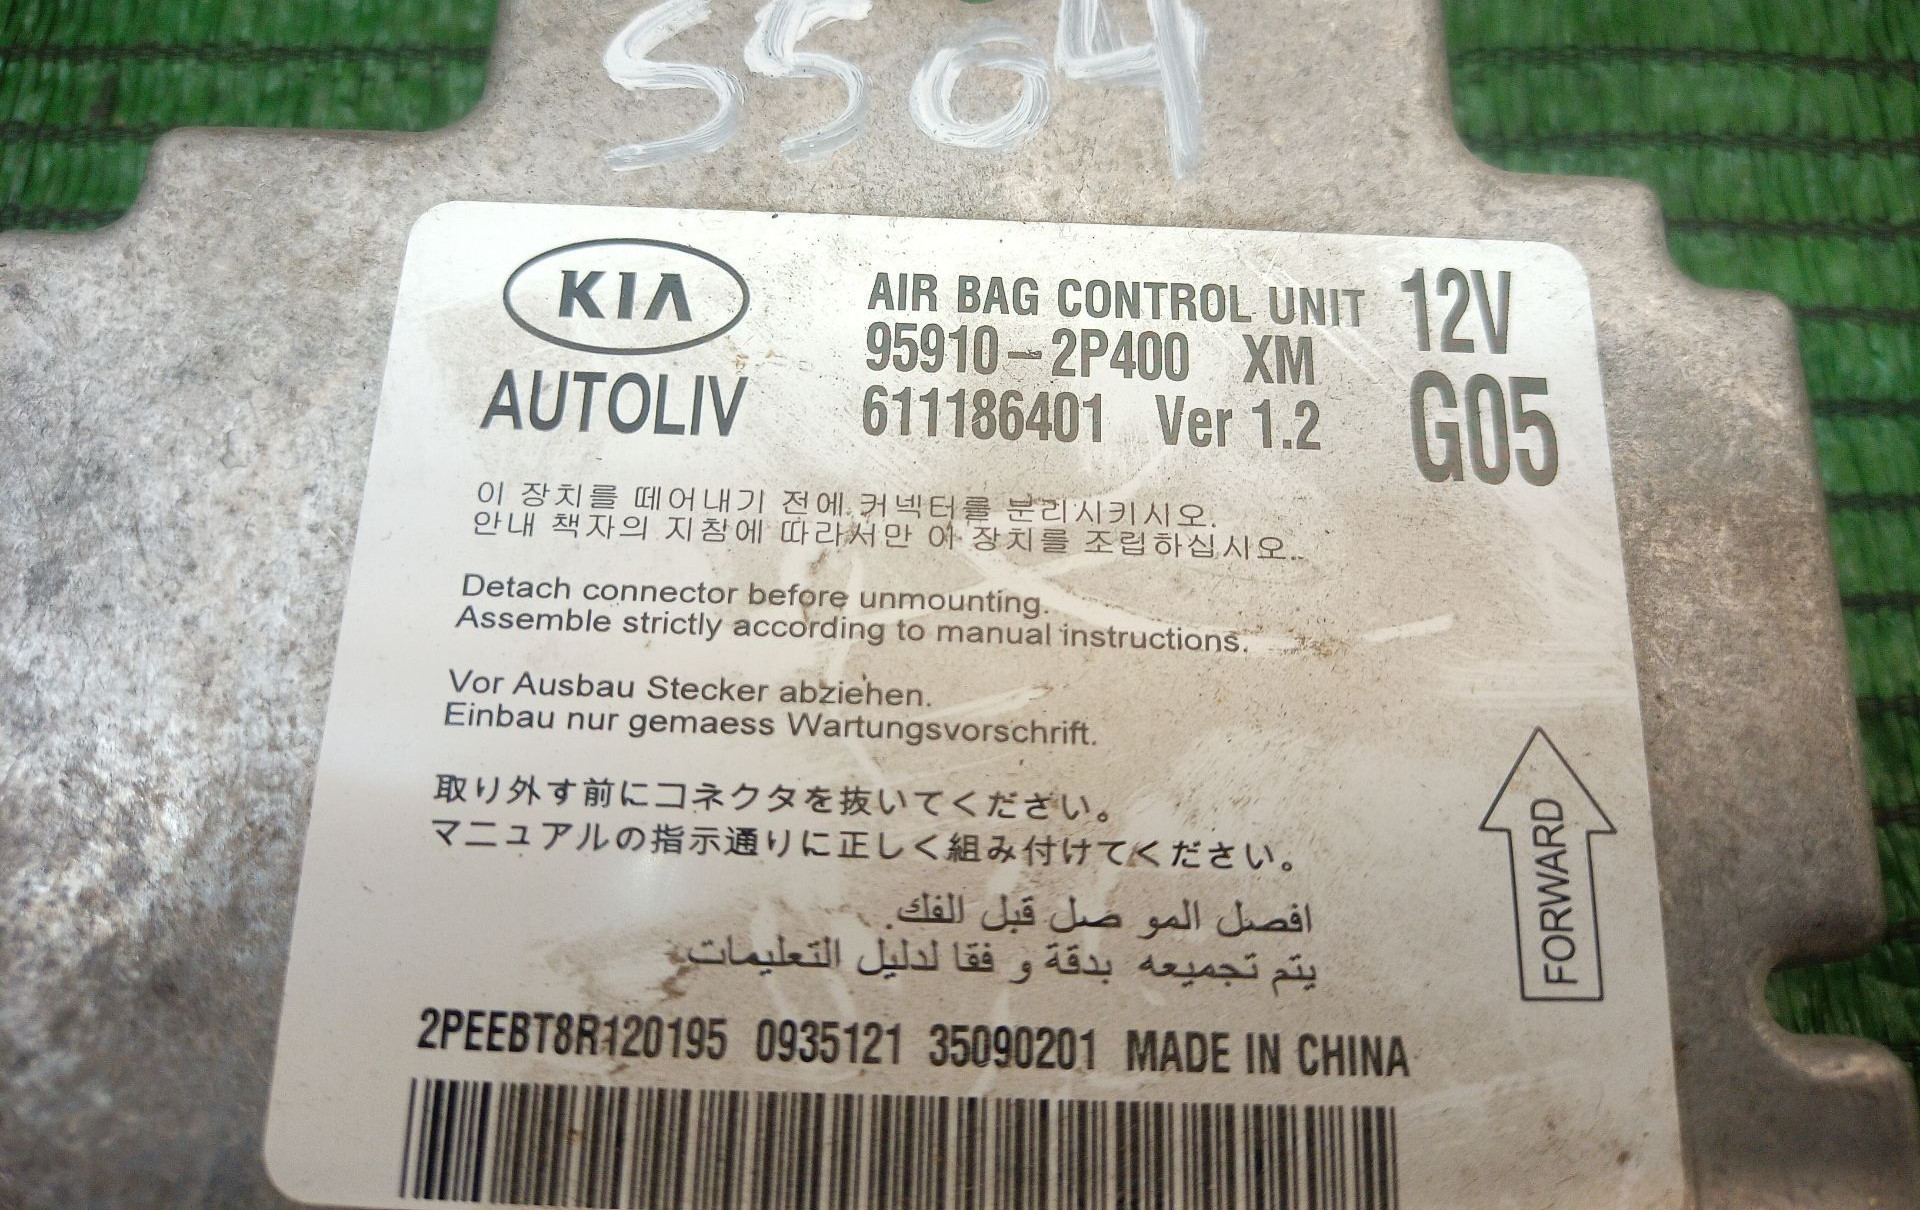 5504
KIA
AUTOLIV
AIR BAG CONTROL UNIT
95910-2P400 XM
611186401 Ver 1.2
12V
G05
이 장치를 떼어내기 전에 커넥터를 분리시키시오.
안내 책자의 지침에 따라서만 이 장치를 조립하십시오.
Detach connector before unmounting.
Assemble strictly according to manual instructions.
Vor Ausbau Stecker abziehen.
Einbau nur gemaess Wartungsvorschrift.
取り外す前にコネクタを抜いてください。
マニュアルの指示通りに正しく組み付けてください。
افصل المو صل قبل الفك.
يتم تجميعه بدقة و فقا لدليل التعليمات.
FORWARD
2PEEBT8R120195 0935121 35090201 MADE IN CHINA